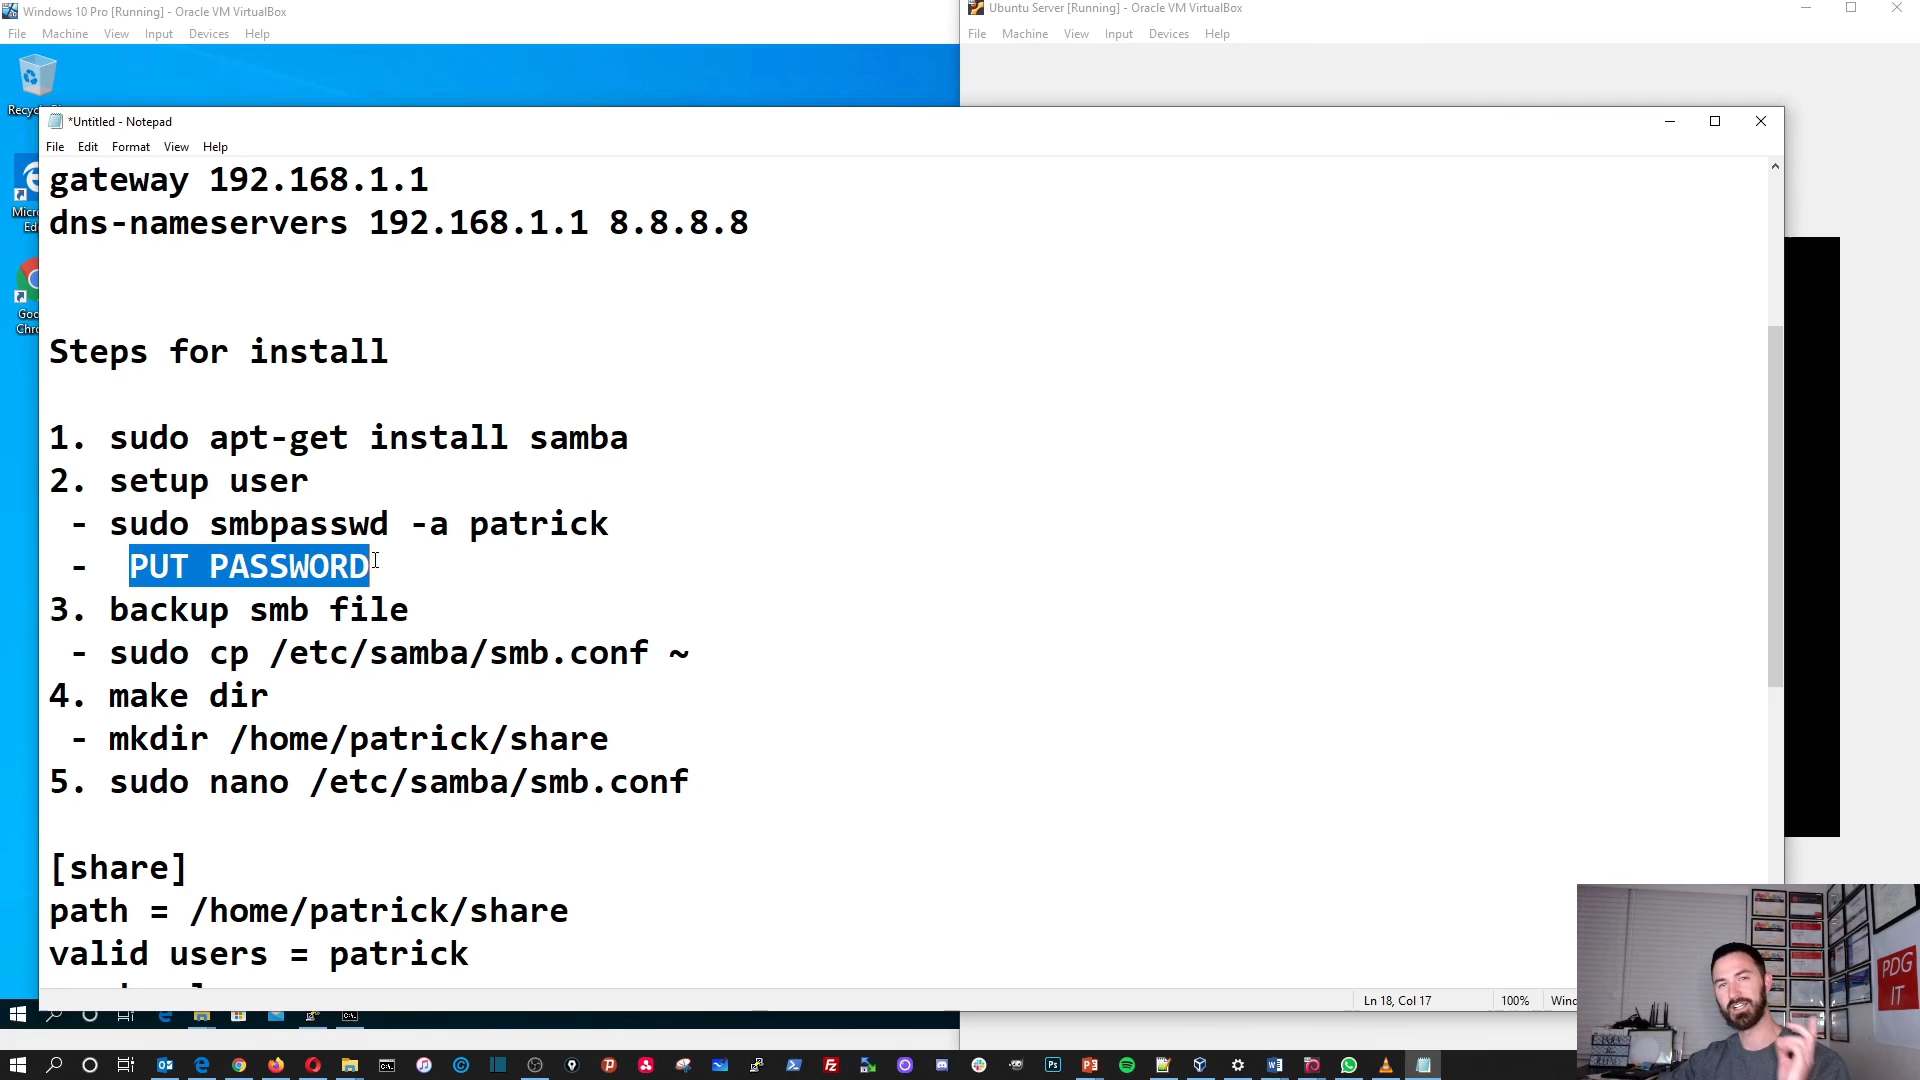 Windows 10 Pro [Running] - Oracle VM VirtualBox
File Machine View Input Devices Help
Ubuntu Server [Running] - Oracle VM VirtualBox
File Machine View Input Devices Help
*Untitled - Notepad
File Edit Format View Help
gateway 192.168.1.1
dns-nameservers 192.168.1.1 8.8.8.8
Steps for install
1. sudo apt-get install samba
2. setup user
- sudo smbpasswd -a patrick
- PUT PASSWORD
3. backup smb file
- sudo cp /etc/samba/smb.conf ~
4. make dir
- mkdir /home/patrick/share
5. sudo nano /etc/samba/smb.conf
[share]
path = /home/patrick/share
valid users = patrick
Ln 18, Col 17
100%
PDG
IT